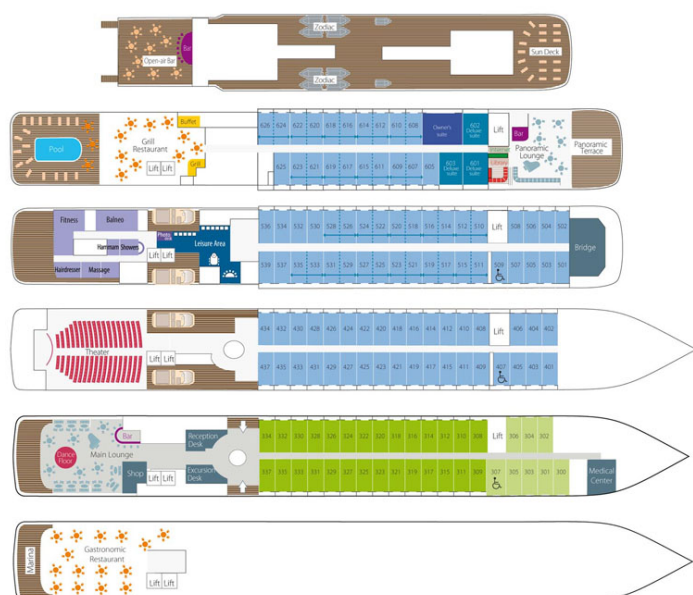 Zodiac
Bar
Open-air Bar
Sun Deck
Zodiac
Buffet
626 624 622 620 618 616 614 612 610 608
Owner's
suite
602
Deluxe
suite
Lift
Bar
Pool
Grill
Restaurant
Internet
Library
Panoramic
Lounge
Panoramic
Terrace
Lift Lift
Grill
625 623 621 619 617 615 611 609 607 605
603
Deluxe
suite
601
Deluxe
suite
Fitness
Balneo
Photo
536 534 532 530 528 526 524 522 520 518 516 514 512 510
Lift
508 506 504 502
Hammam
Showers
Leisure Area
Bridge
Lift Lift
Hairdresser
Massage
539 537 535 533 531 529 527 525 523 521 519 517 515 511
509 507 505 503 501
434 432 430 428 426 424 422 420 418 416 414 412 410 408
Lift
406 404 402
Theater
Lift Lift
437 435 433 431 429 427 425 423 421 419 417 415 411 409
407 405 403 401
Bar
Reception
Desk
334 332 330 328 326 324 322 320 318 316 314 312 310 308
Lift
306 304 302
Dance
Floor
Main Lounge
Shop
Lift Lift
Excursion
Desk
337 335 333 331 329 327 325 323 321 319 317 315 311 309
307 305 303 301 300
Medical
Center
Marina
Gastronomic
Restaurant
Lift Lift